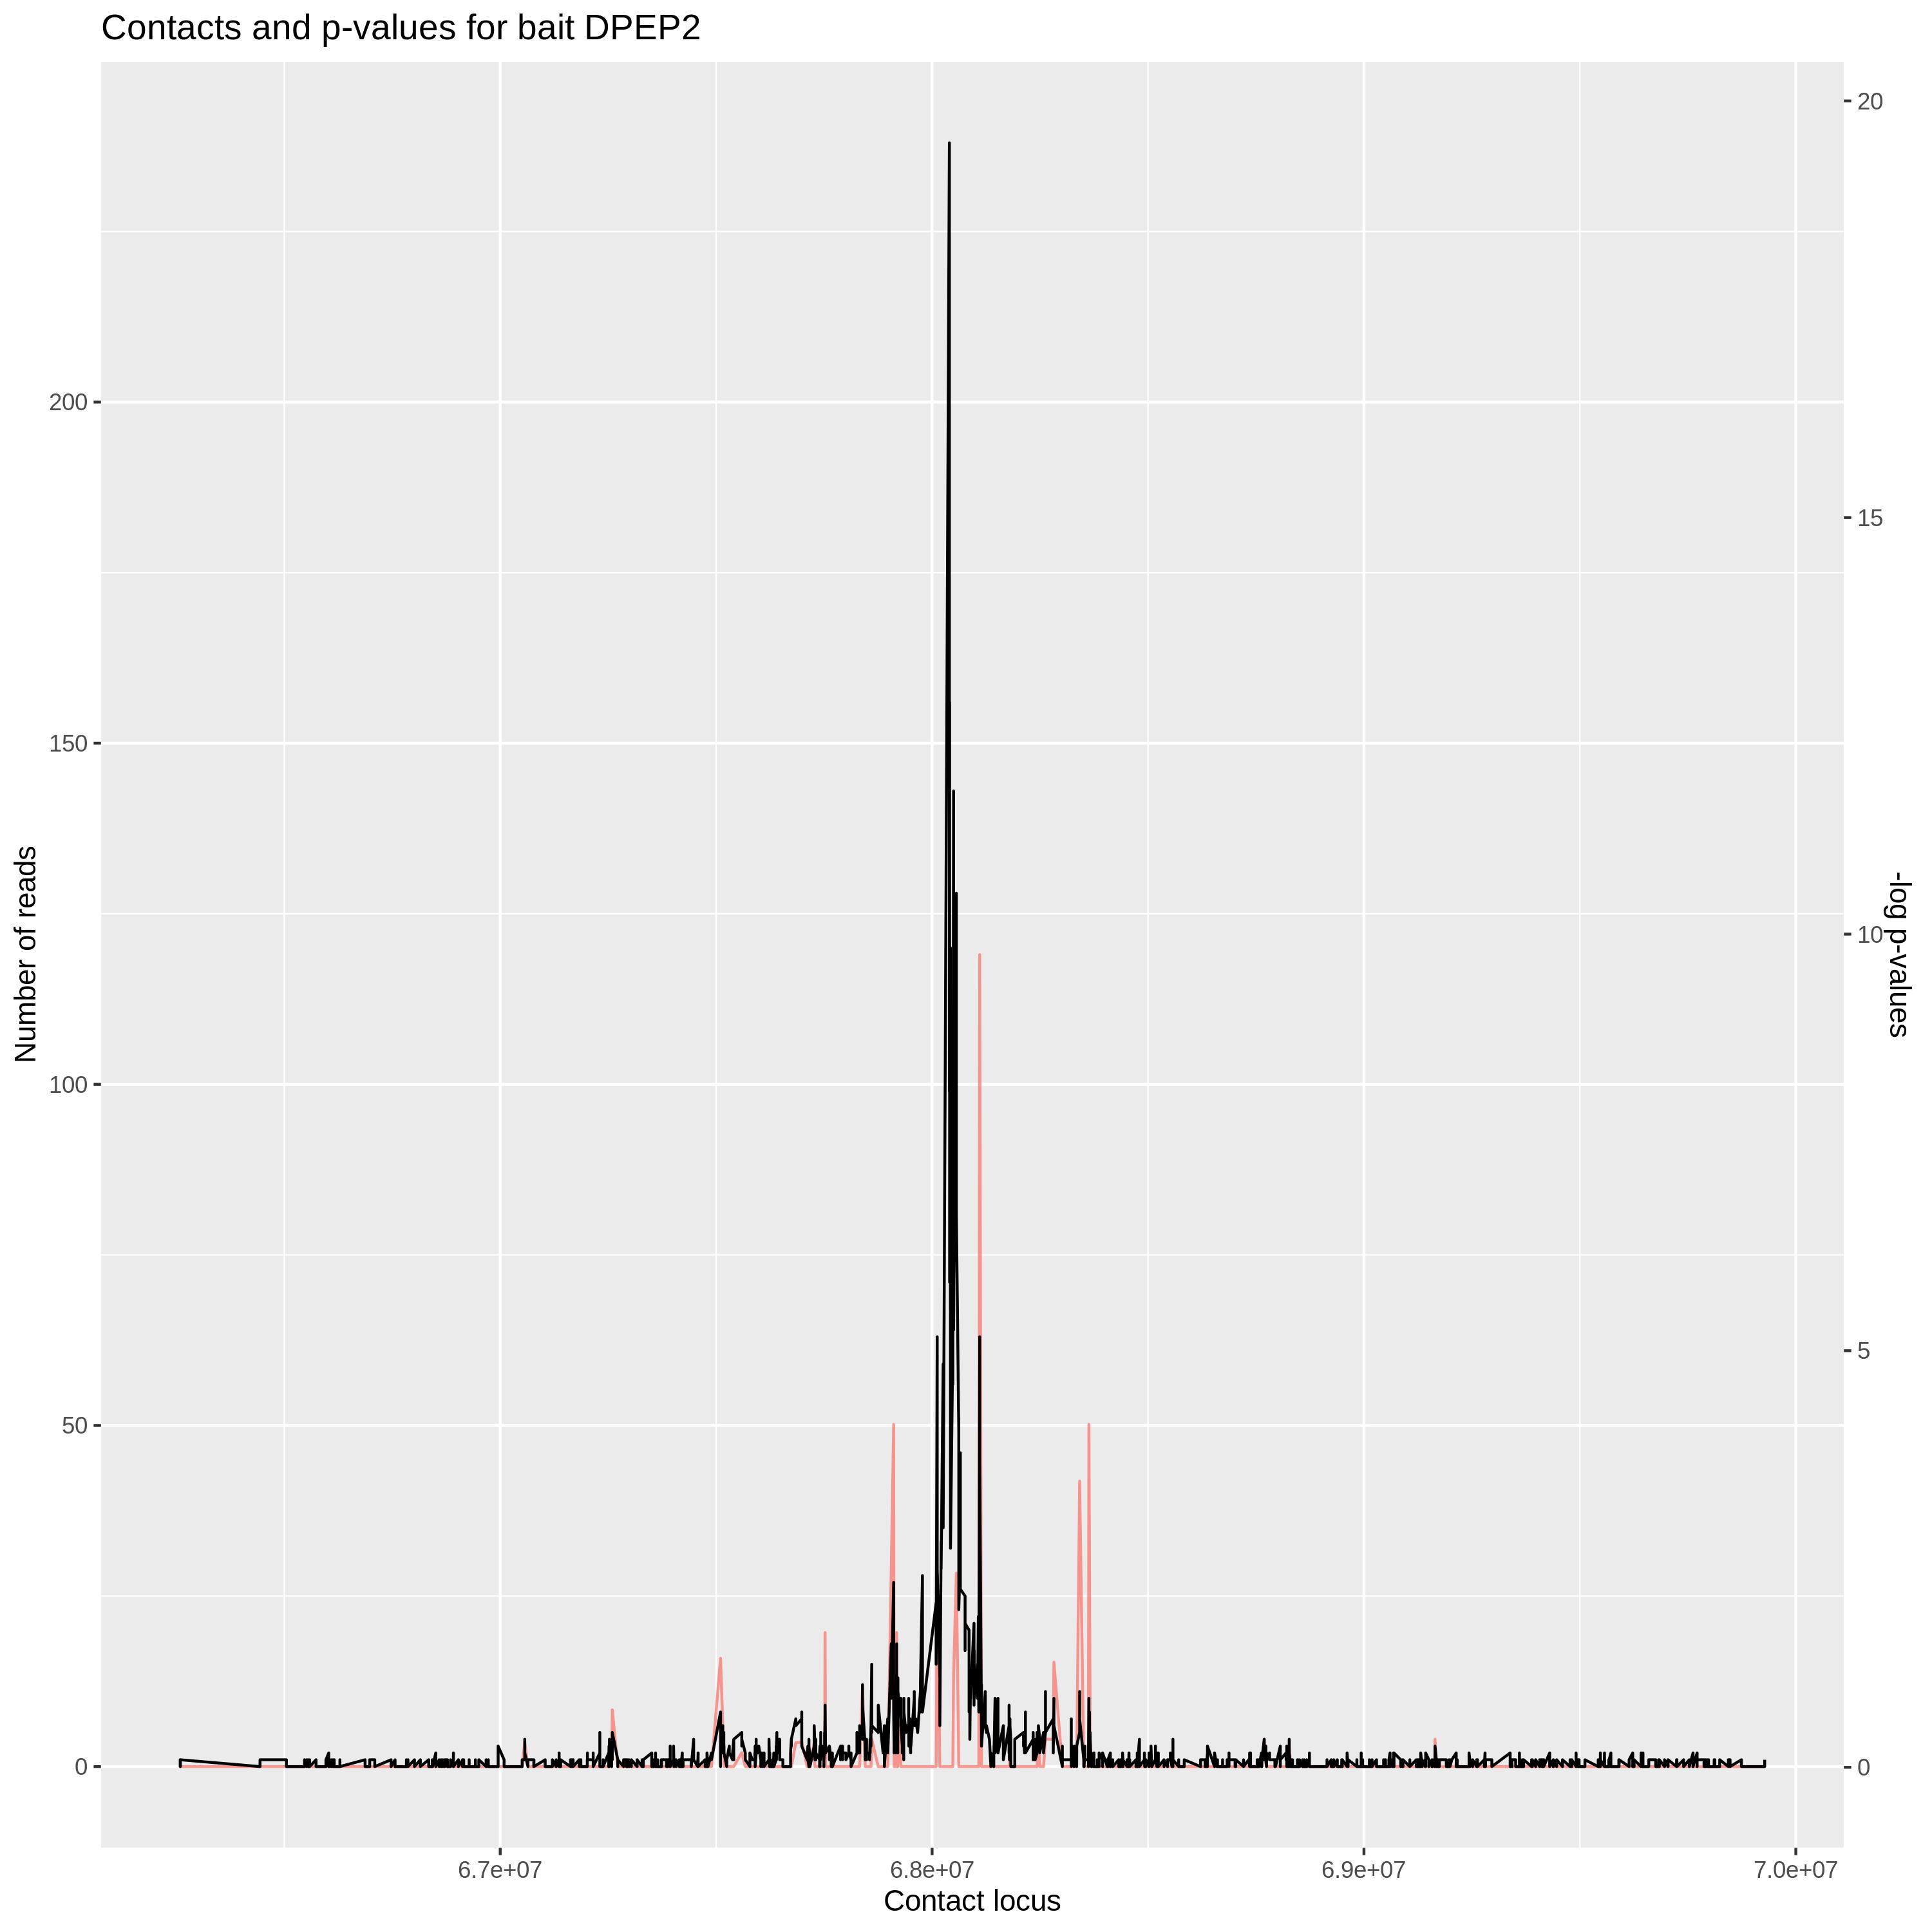 Contacts and p-values for bait DPEP2
Number of reads
200
150
100
50
0
20
15
10
5
0
-log p-values
6.7e+07
6.8e+07
6.9e+07
7.0e+07
Contact locus